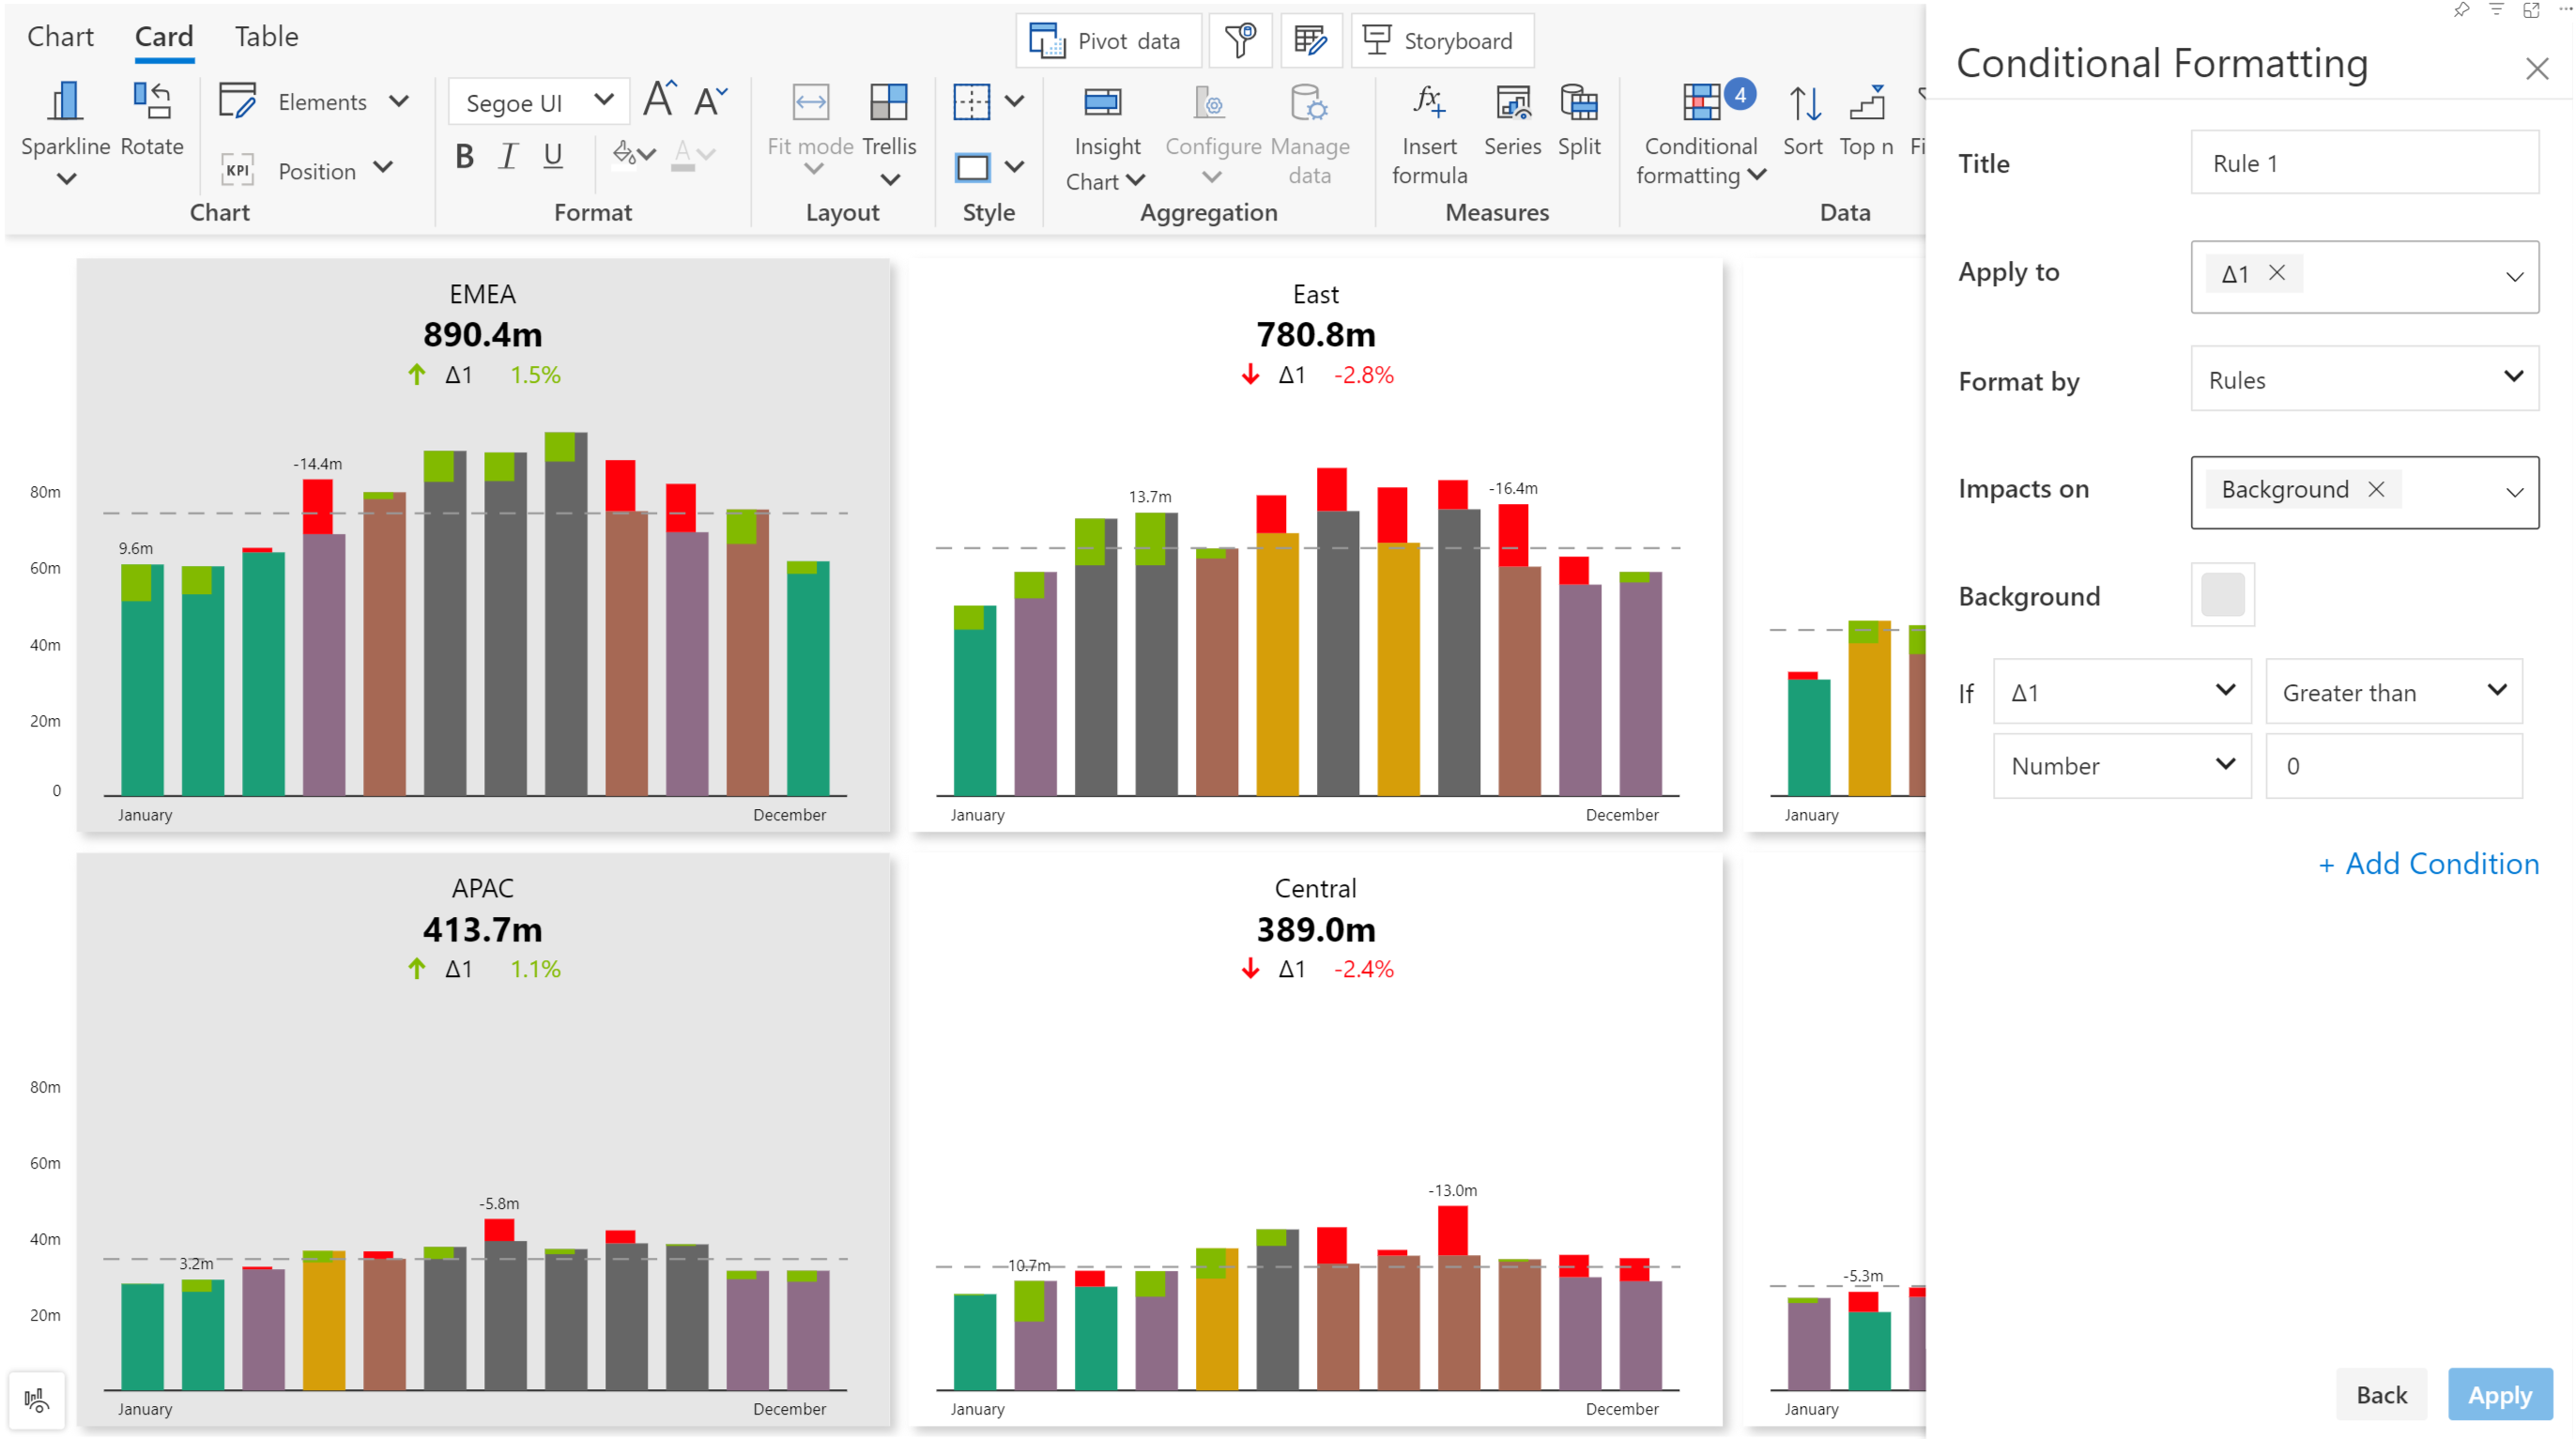 Chart Card Table
Pivot data
Storyboard
Sparkline
Rotate
Elements
KPI
Position
Chart
Segoe UI
A A
B I U
A
Format
Fit mode
Trellis
Layout
Style
Insight
Chart
Configure
Manage
data
Aggregation
fx
Insert
formula
Series
Split
Measures
4
Conditional
formatting
Sort
Top n
Fi
Data
Conditional Formatting
Title
Rule 1
Apply to
Δ1
Format by
Rules
Impacts on
Background
Background
If
Δ1
Greater than
Number
0
+ Add Condition
Back
Apply
EMEA
890.4m
Δ1 1.5%
80m
60m
40m
20m
0
9.6m
-14.4m
January
December
East
780.8m
Δ1 -2.8%
13.7m
-16.4m
January
December
January
APAC
413.7m
Δ1 1.1%
80m
60m
40m
20m
3.2m
-5.8m
January
December
Central
389.0m
Δ1 -2.4%
10.7m
-13.0m
January
December
-5.3m
January